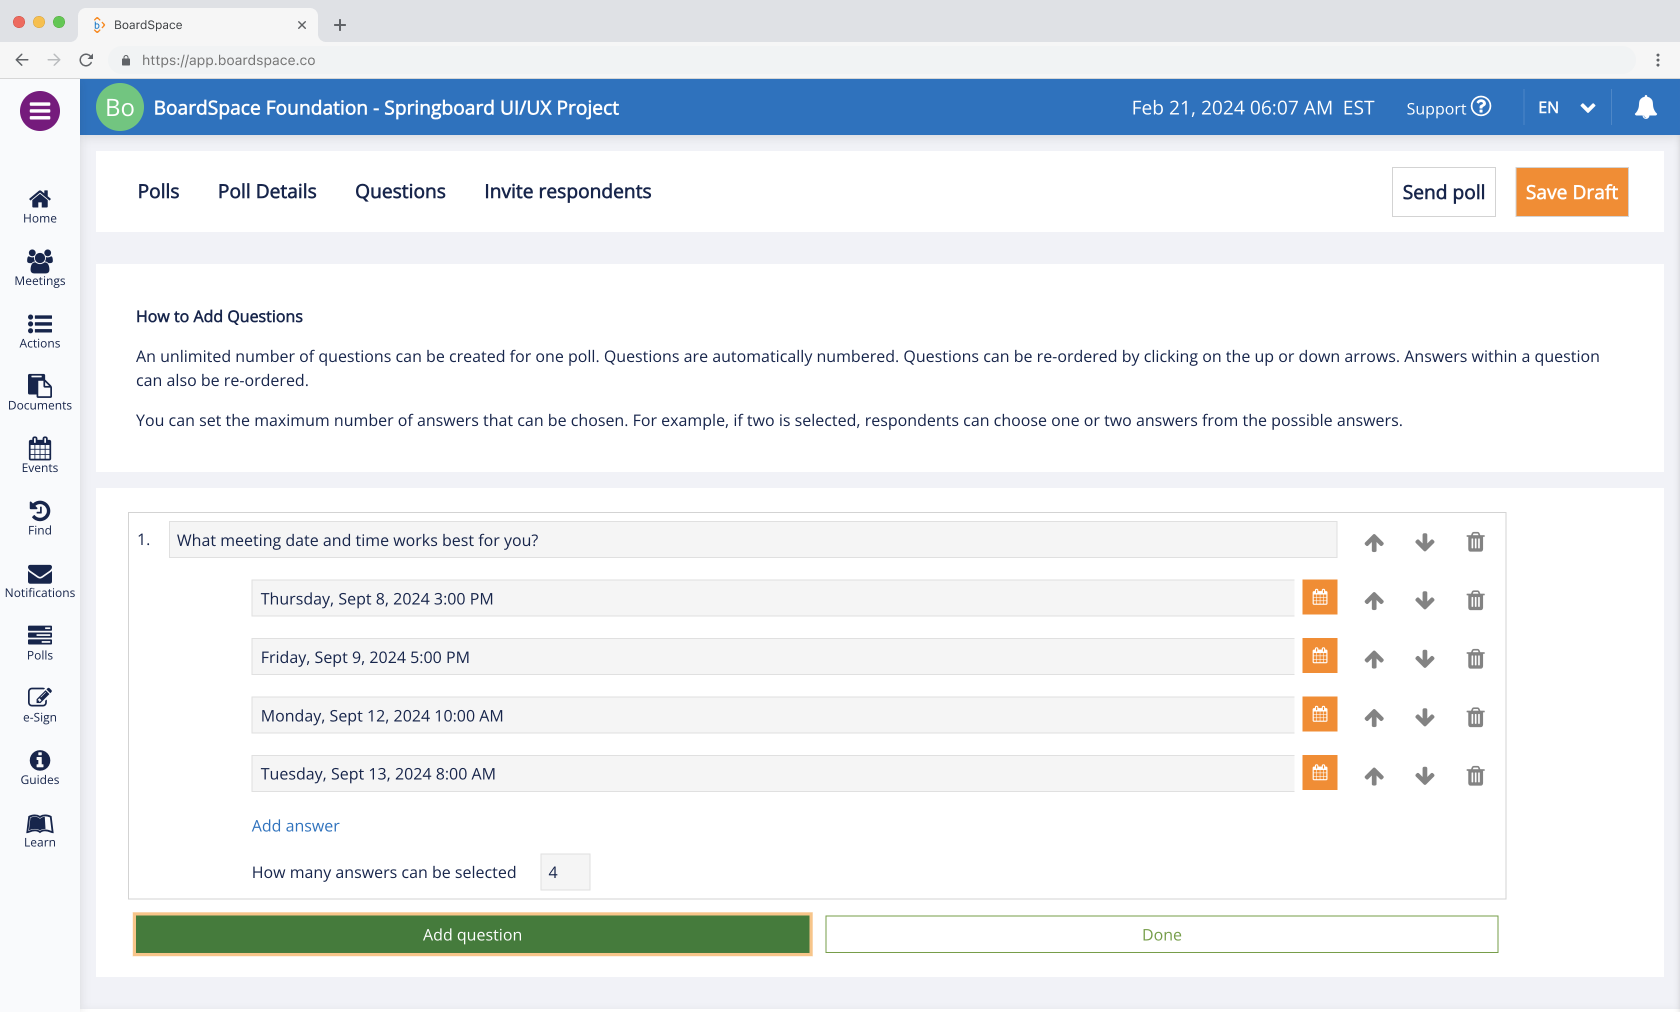 BoardSpace
https://app.boardspace.co
Bo BoardSpace Foundation - Springboard UI/UX Project
Feb 21, 2024 06:07 AM EST
Support ?
EN
Home
Meetings
Actions
Documents
Events
Find
Notifications
Polls
e-Sign
Guides
Learn
Polls
Poll Details
Questions
Invite respondents
Send poll
Save Draft
How to Add Questions
An unlimited number of questions can be created for one poll. Questions are automatically numbered. Questions can be re-ordered by clicking on the up or down arrows. Answers within a question
can also be re-ordered.
You can set the maximum number of answers that can be chosen. For example, if two is selected, respondents can choose one or two answers from the possible answers.
1. What meeting date and time works best for you?
Thursday, Sept 8, 2024 3:00 PM
Friday, Sept 9, 2024 5:00 PM
Monday, Sept 12, 2024 10:00 AM
Tuesday, Sept 13, 2024 8:00 AM
Add answer
How many answers can be selected 4
Add question
Done